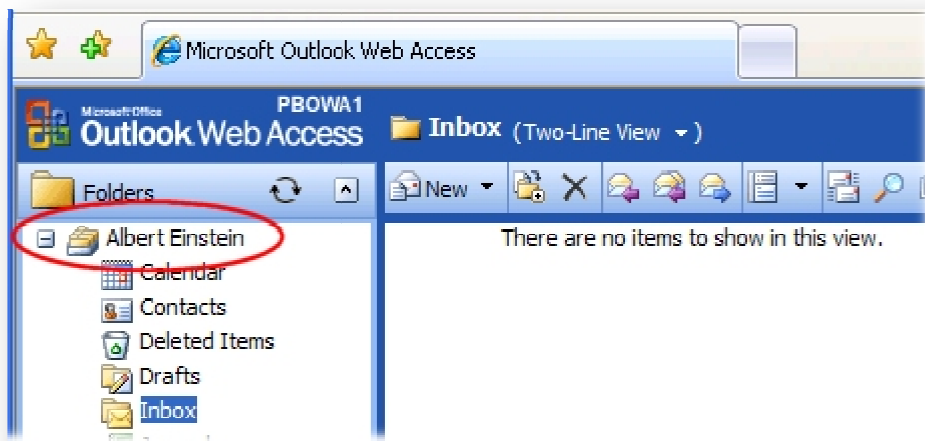 Microsoft Outlook Web Access
PBOWA1
Microsoft Office
Outlook Web Access
Inbox (Two-Line View)
Folders
New
Albert Einstein
There are no items to show in this view.
Calendar
Contacts
Deleted Items
Drafts
Inbox